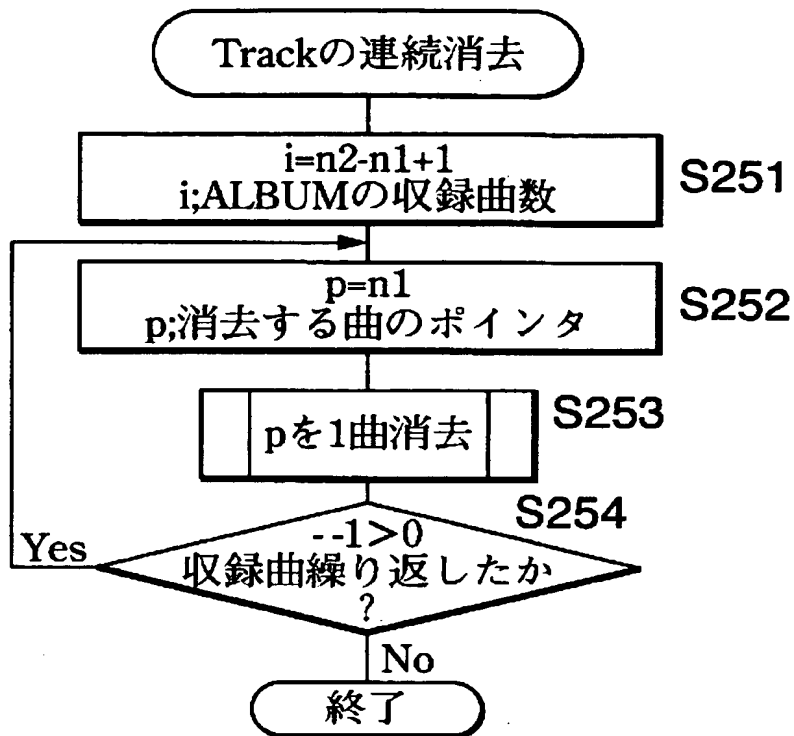 Trackの連続消去
i=n2-n1+1
i;ALBUMの収録曲数
S251
p=n1
p;消去する曲のポインタ
S252
pを1曲消去
S253
S254
--1>0
収録曲繰り返したか
?
Yes
No
終了